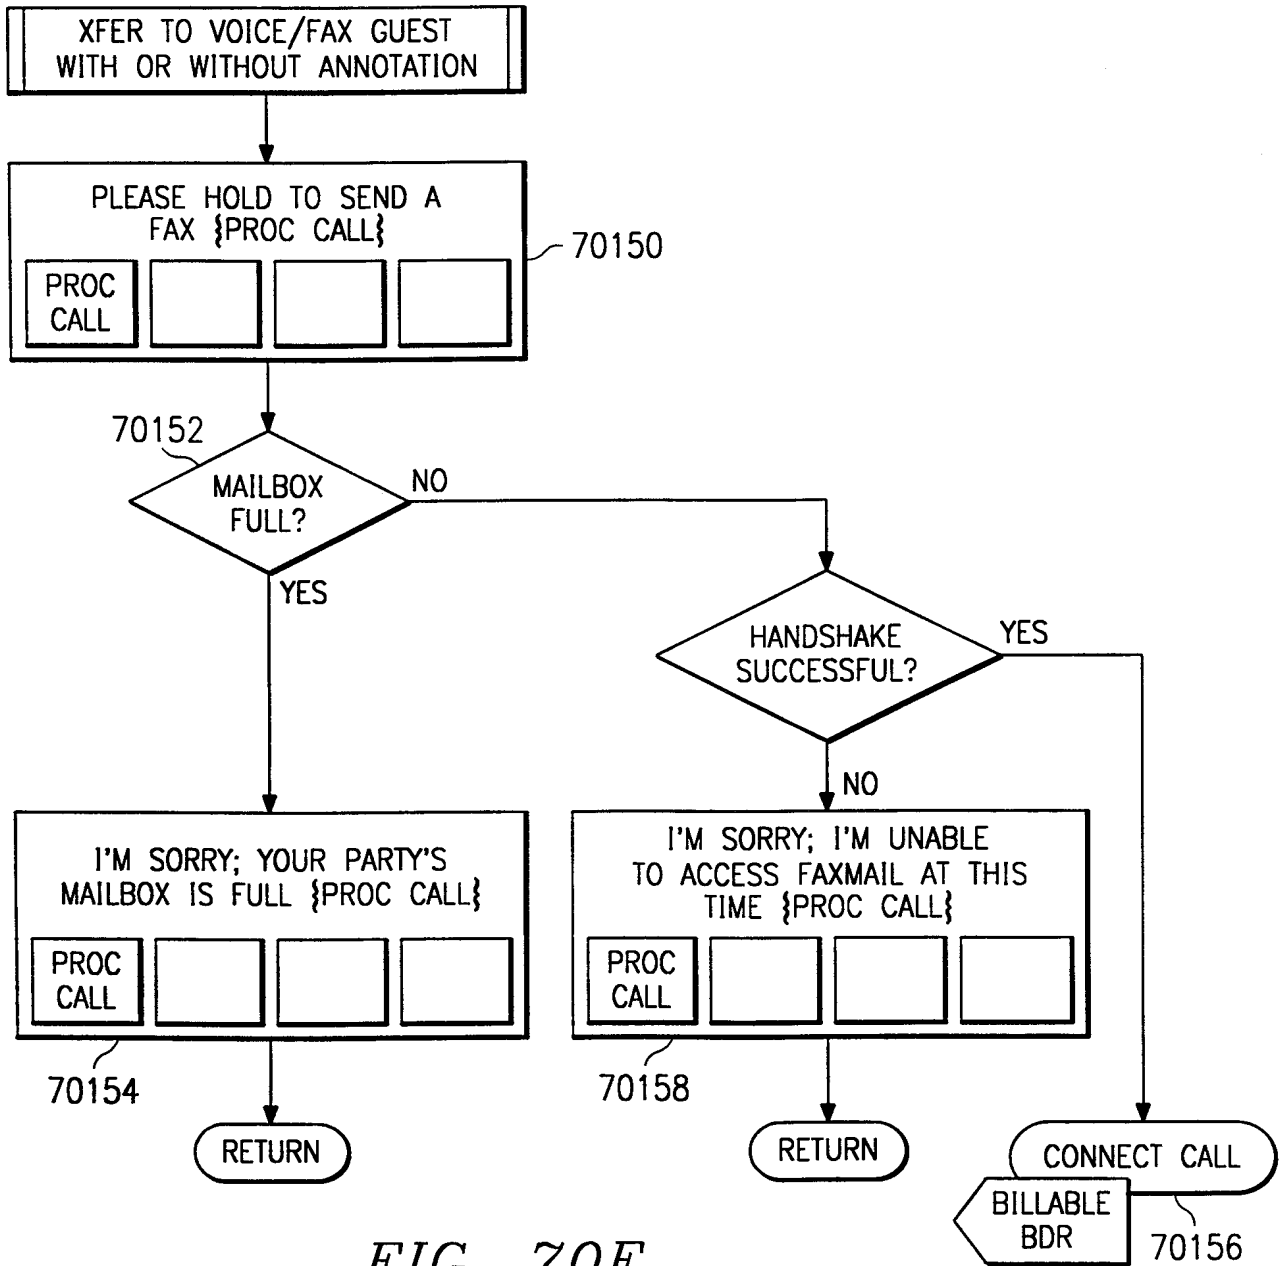 XFER TO VOICE/FAX GUEST
WITH OR WITHOUT ANNOTATION
PLEASE HOLD TO SEND A
FAX {PROC CALL}
70150
PROC
CALL
70152
MAILBOX
FULL?
NO
YES
HANDSHAKE
SUCCESSFUL?
YES
NO
I'M SORRY; YOUR PARTY'S
MAILBOX IS FULL {PROC CALL}
PROC
CALL
70154
I'M SORRY; I'M UNABLE
TO ACCESS FAXMAIL AT THIS
TIME {PROC CALL}
PROC
CALL
70158
RETURN
RETURN
CONNECT CALL
BILLABLE
BDR
70156
FIG. 70F